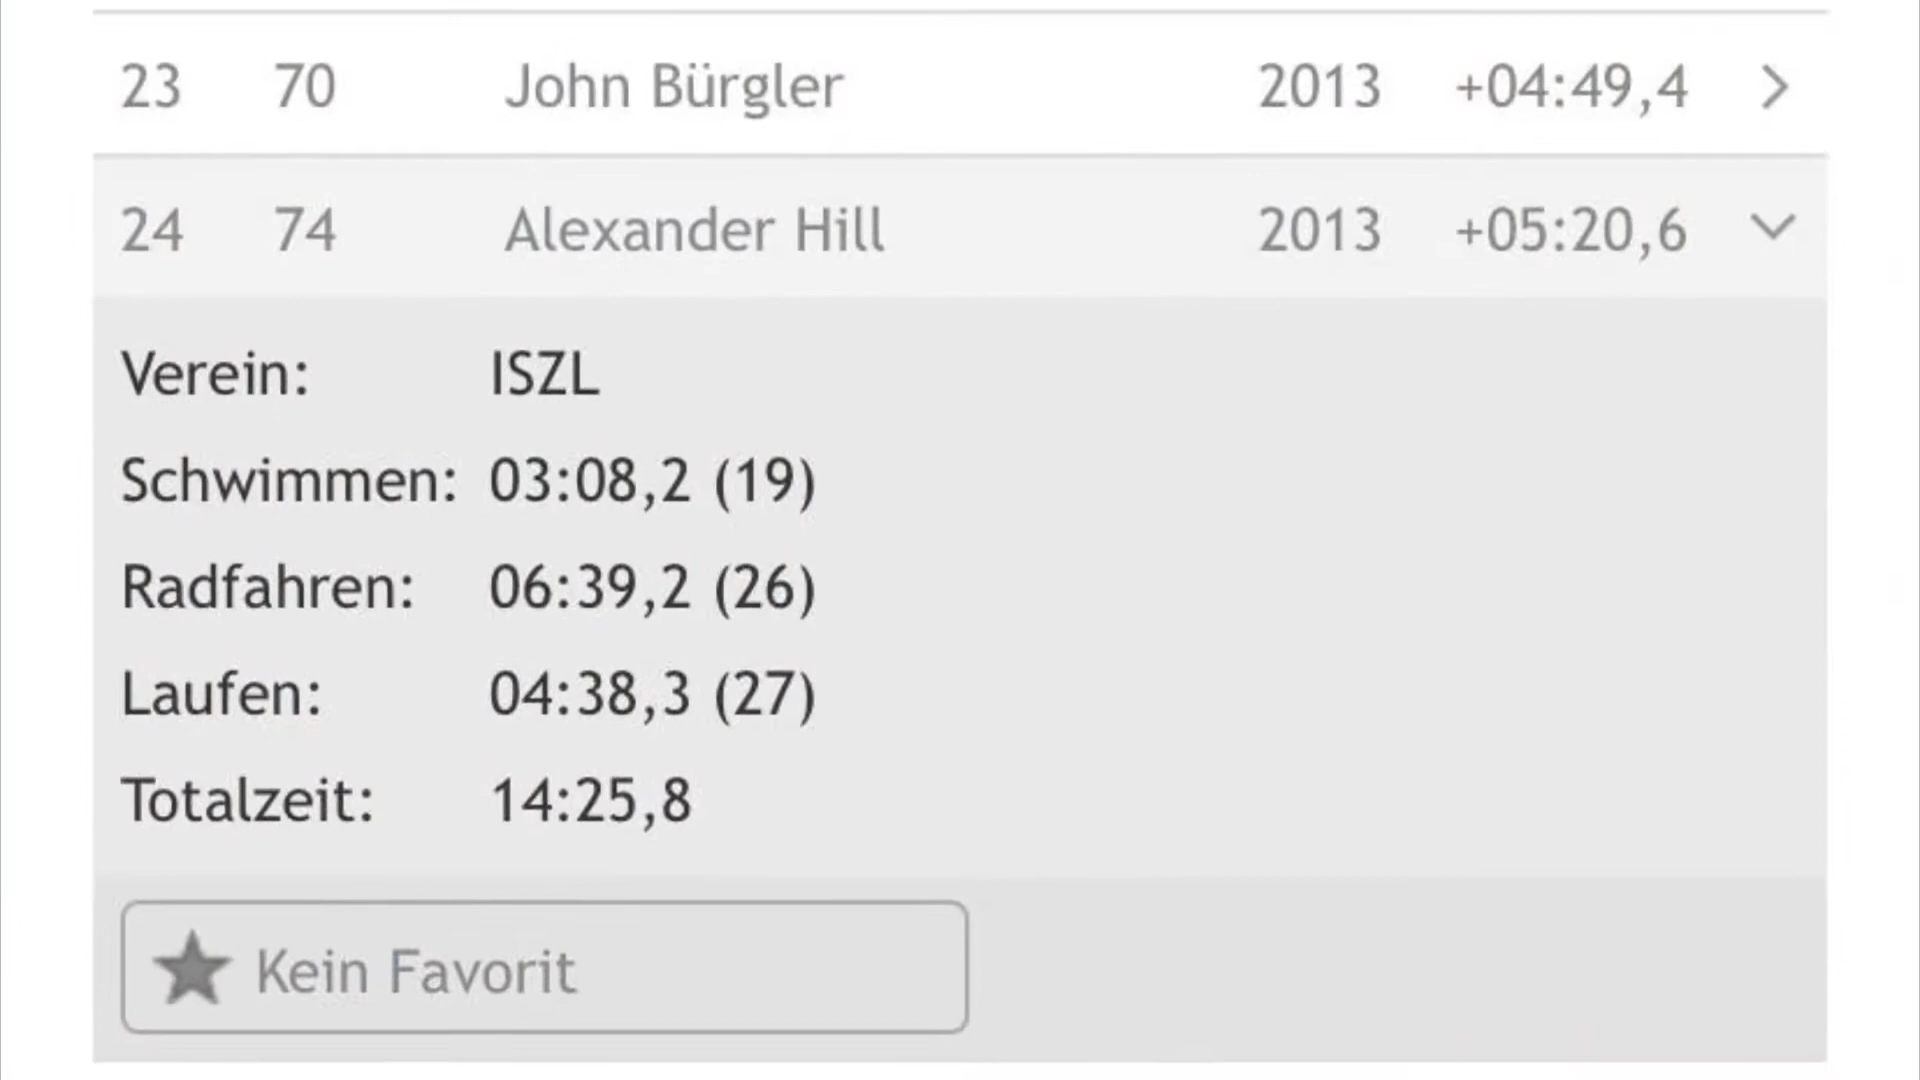 23 70 John Bürgler 2013 +04:49,4
24 74 Alexander Hill 2013 +05:20,6
Verein: ISZL
Schwimmen: 03:08,2 (19)
Radfahren: 06:39,2 (26)
Laufen: 04:38,3 (27)
Totalzeit: 14:25,8
Kein Favorit